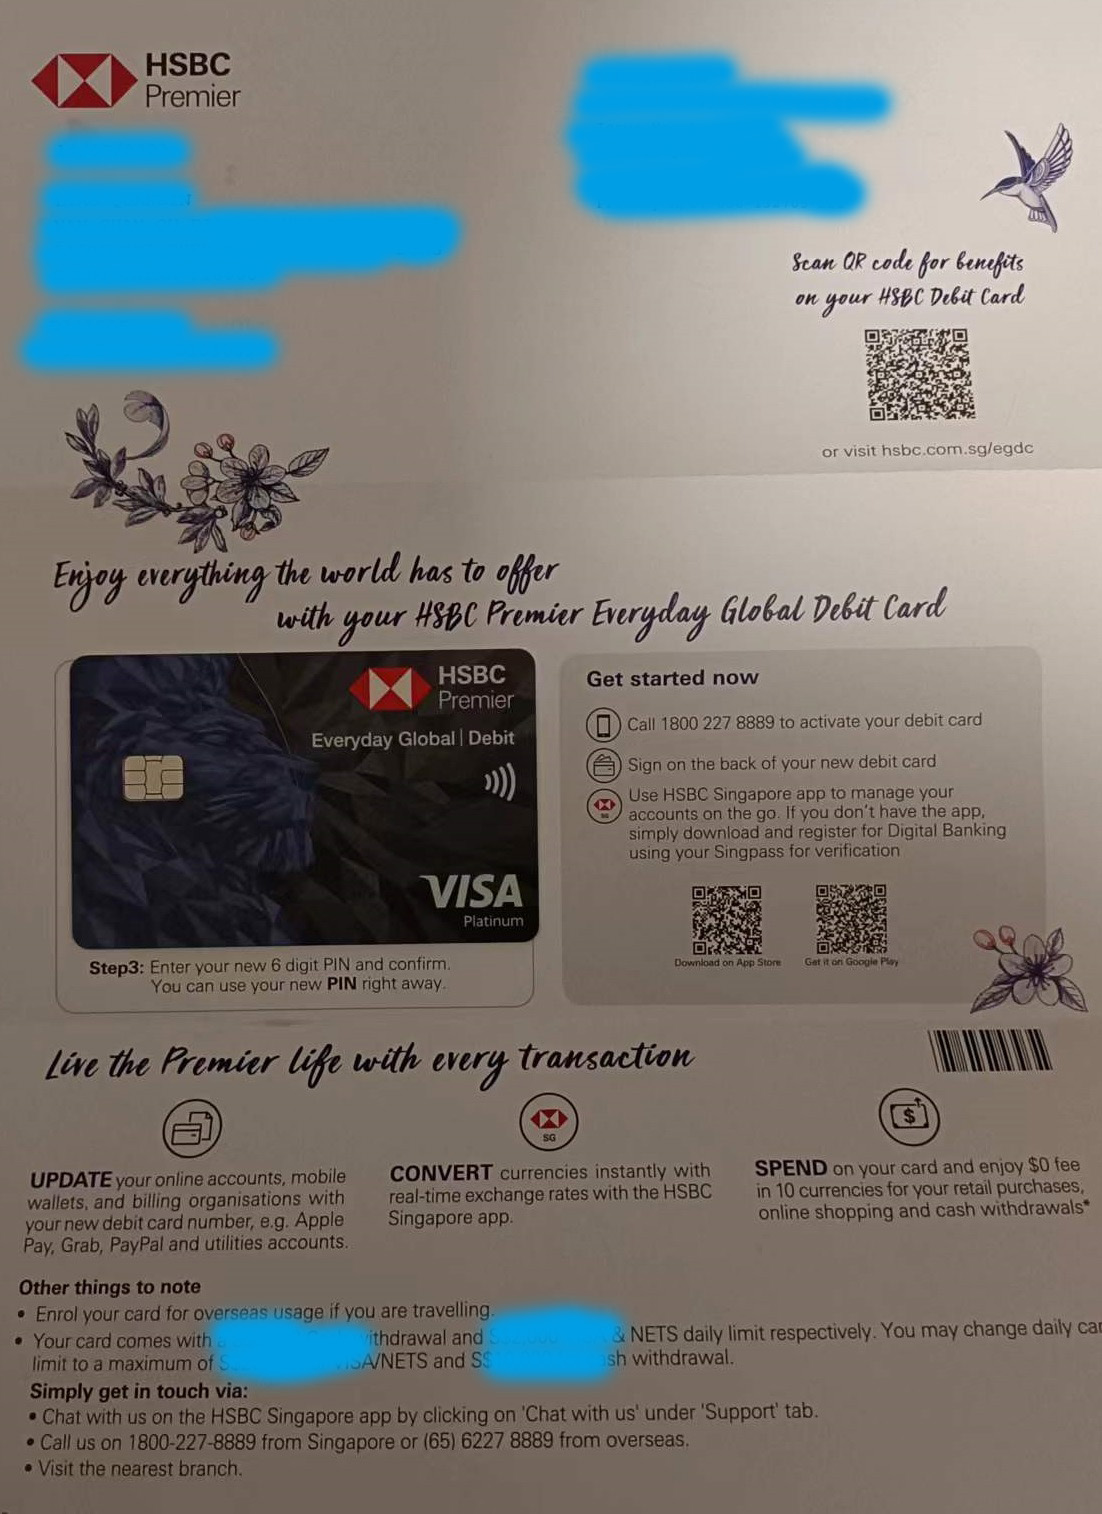 HSBC
Premier
Scan QR code for benefits
on your HSBC Debit Card
or visit hsbc.com.sg/egdc
Enjoy everything the world has to offer
with your HSBC Premier Everyday Global Debit Card
HSBC
Premier
Everyday Global | Debit
VISA
Platinum
Step3: Enter your new 6 digit PIN and confirm.
You can use your new PIN right away.
Get started now
Call 1800 227 8889 to activate your debit card
Sign on the back of your new debit card
SG
Use HSBC Singapore app to manage your
accounts on the go. If you don't have the app,
simply download and register for Digital Banking
using your Singpass for verification
Download on App Store
Get it on Google Play
Live the Premier life with every transaction
UPDATE your online accounts, mobile
wallets, and billing organisations with
your new debit card number, e.g. Apple
Pay, Grab, PayPal and utilities accounts.
SG
CONVERT currencies instantly with
real-time exchange rates with the HSBC
Singapore app.
$
SPEND on your card and enjoy $0 fee
in 10 currencies for your retail purchases,
online shopping and cash withdrawals*
Other things to note
• Enrol your card for overseas usage if you are travelling.
• Your card comes with ithdrawal and & NETS daily limit respectively. You may change daily car
limit to a maximum of A/NETS and S$ sh withdrawal.
Simply get in touch via:
• Chat with us on the HSBC Singapore app by clicking on 'Chat with us' under 'Support' tab.
• Call us on 1800-227-8889 from Singapore or (65) 6227 8889 from overseas.
• Visit the nearest branch.